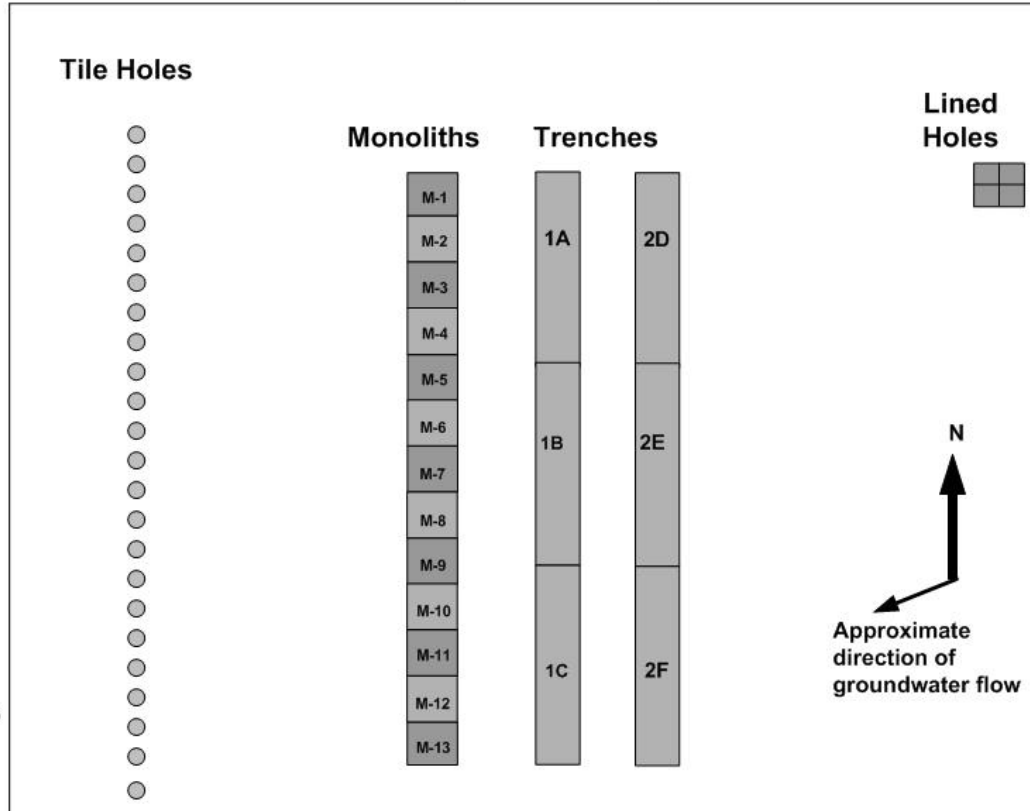 Tile Holes
Monoliths
Trenches
Lined
Holes
M-1
M-2
M-3
M-4
M-5
M-6
M-7
M-8
M-9
M-10
M-11
M-12
M-13
1A
1B
1C
2D
2E
2F
N
Approximate
direction of
groundwater flow